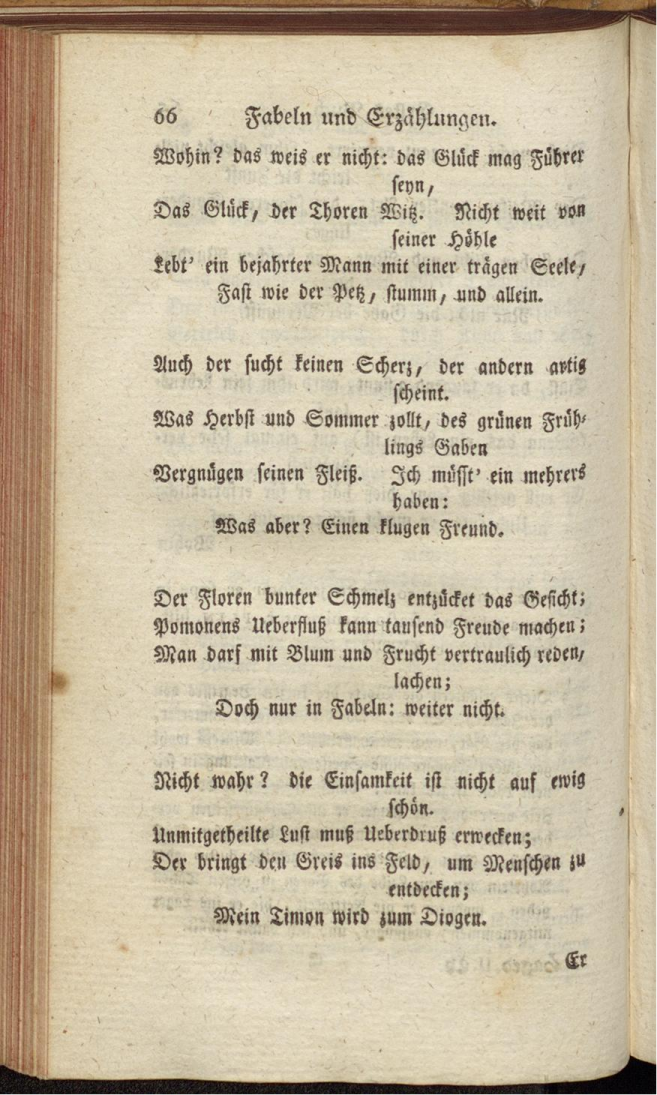 66 Fabeln und Erzählungen.
Wohin? das weis er nicht: das Glück mag Führer
seyn,
Das Glück, der Thoren Witz. Nicht weit von
seiner Höhle
Lebt' ein bejahrter Mann mit einer trägen Seele,
Fast wie der Petz, stumm, und allein.
Auch der sucht keinen Scherz, der andern artig
scheint.
Was Herbst und Sommer zollt, des grünen Früh-
lings Gaben
Vergnügen seinen Fleiß. Ich müsst' ein mehrers
haben:
Was aber? Einen klugen Freund.
Der Floren bunter Schmelz entzücket das Gesicht;
Pomonens Ueberfluß kann tausend Freude machen;
Man darf mit Blum und Frucht vertraulich reden,
lachen;
Doch nur in Fabeln: weiter nicht.
Nicht wahr? die Einsamkeit ist nicht auf ewig
schön.
Unmitgetheilte Lust muß Ueberdruß erwecken;
Der bringt den Greis ins Feld, um Menschen zu
entdecken;
Mein Timon wird zum Diogen.
Er